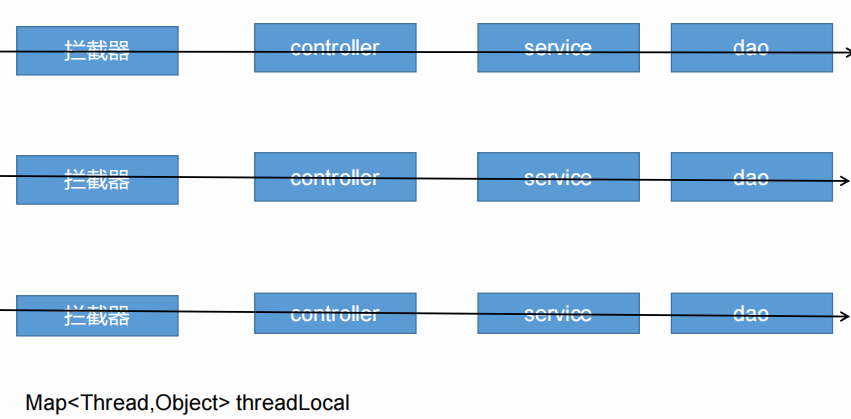 拦截器 controller service dao
拦截器 controller service dao
拦截器 controller service dao
Map<Thread,Object> threadLocal